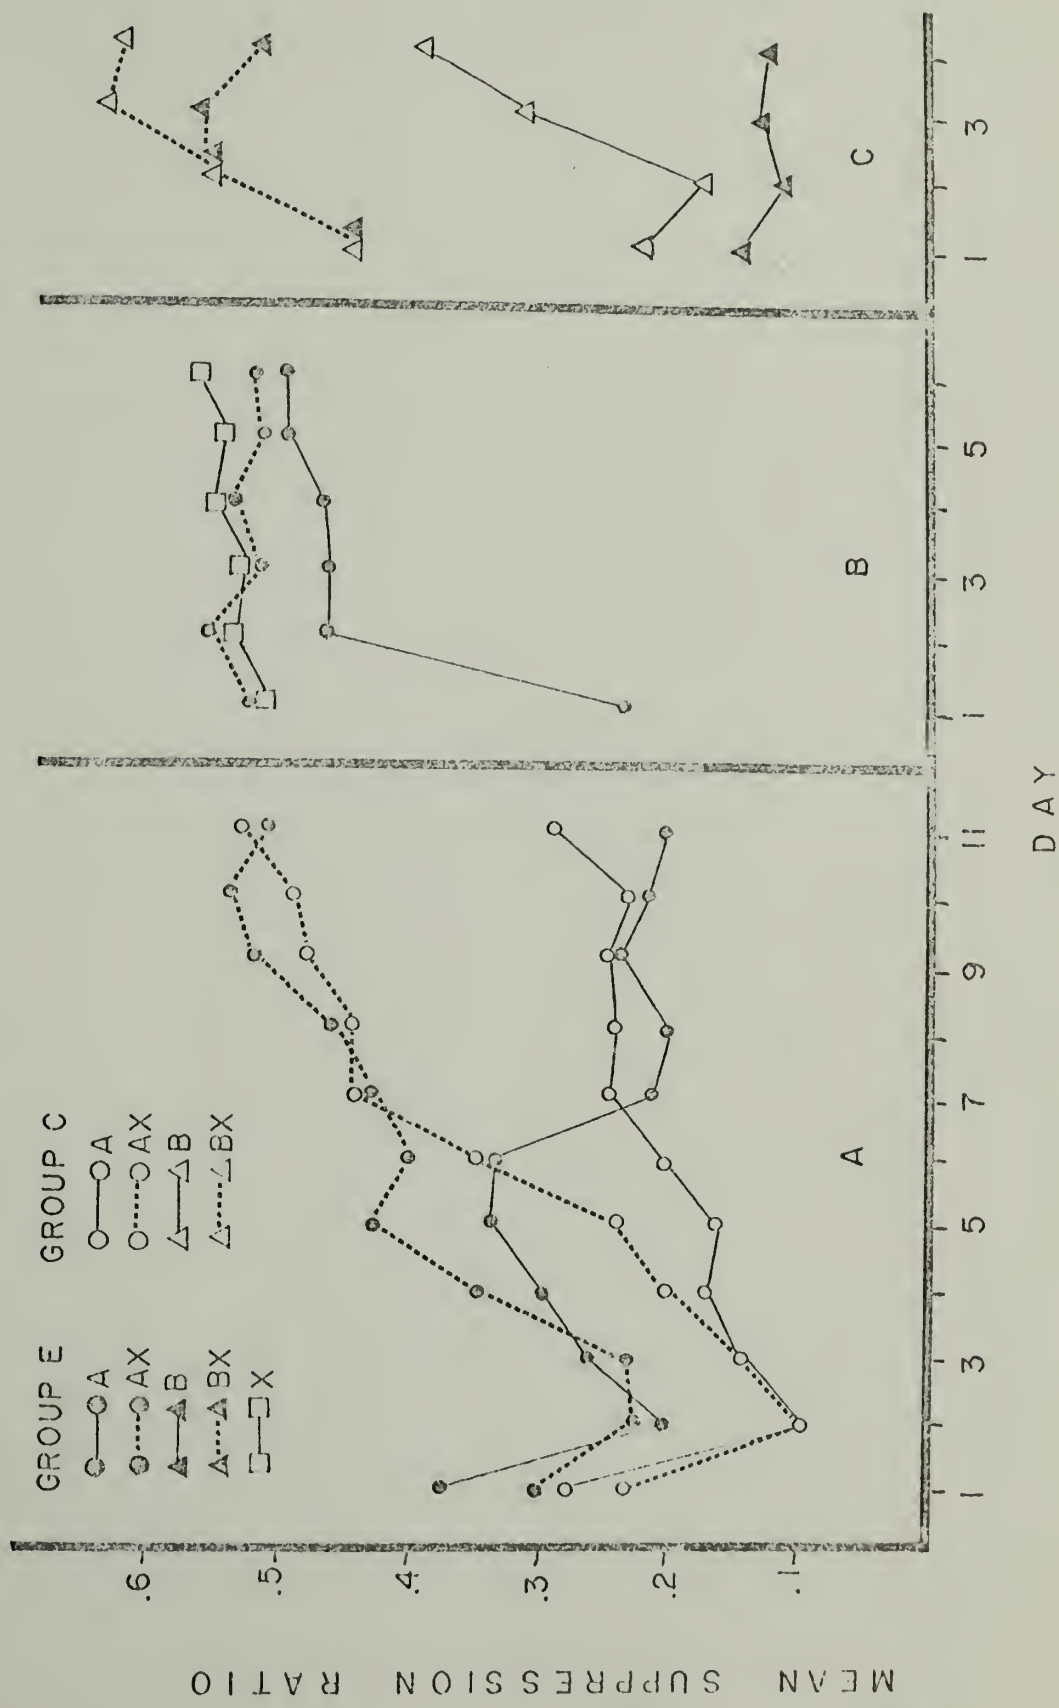 GROUP E
A
AX
B
BX
X
GROUP C
A
AX
B
BX
MEAN SUPPRESSION RATIO
.6
.5
.4
.3
.2
.1
A
B
C
1 3 5 7 9 11
1 3 5
1 3
DAY